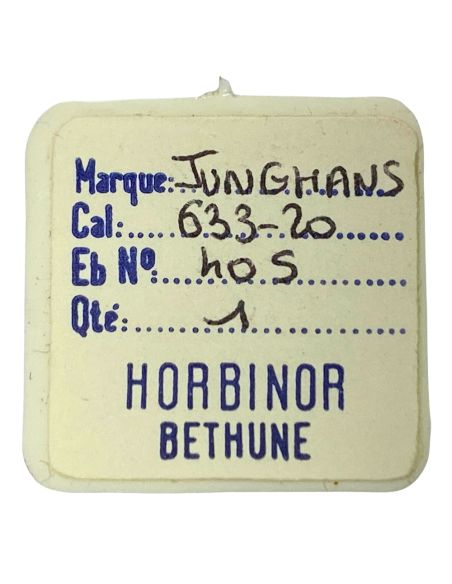 Marque: JUNGHANS
Cal: 633-20
Eb Nº: 405
Qté: 1
HORBINOR
BETHUNE